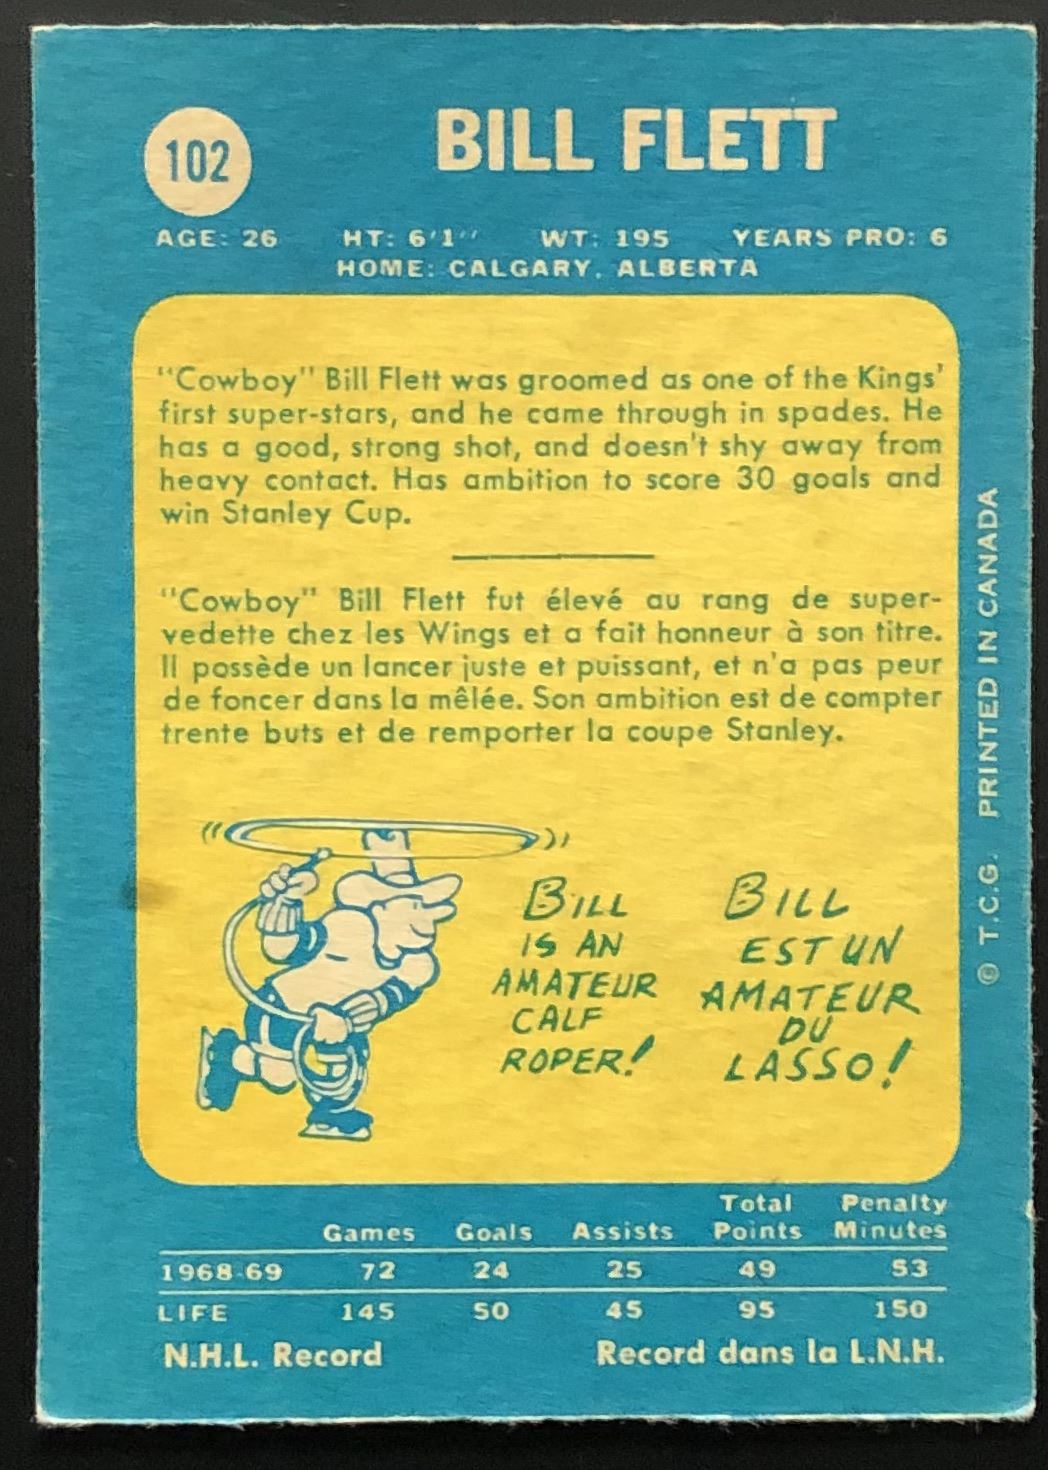 102
BILL FLETT
AGE: 26 HT: 6'1'' WT: 195 YEARS PRO: 6
HOME: CALGARY, ALBERTA
"Cowboy" Bill Flett was groomed as one of the Kings'
first super-stars, and he came through in spades. He
has a good, strong shot, and doesn't shy away from
heavy contact. Has ambition to score 30 goals and
win Stanley Cup.
"Cowboy" Bill Flett fut élevé au rang de super-
vedette chez les Wings et a fait honneur à son titre.
Il possède un lancer juste et puissant, et n'a pas peur
de foncer dans la mêlée. Son ambition est de compter
trente buts et de remporter la coupe Stanley.
BILL
IS AN
AMATEUR
CALF
ROPER!
BILL
EST UN
AMATEUR
DU
LASSO!
© T.C.G. PRINTED IN CANADA
Total Penalty
Games Goals Assists Points Minutes
1968-69 72 24 25 49 53
LIFE 145 50 45 95 150
N.H.L. Record Record dans la L.N.H.